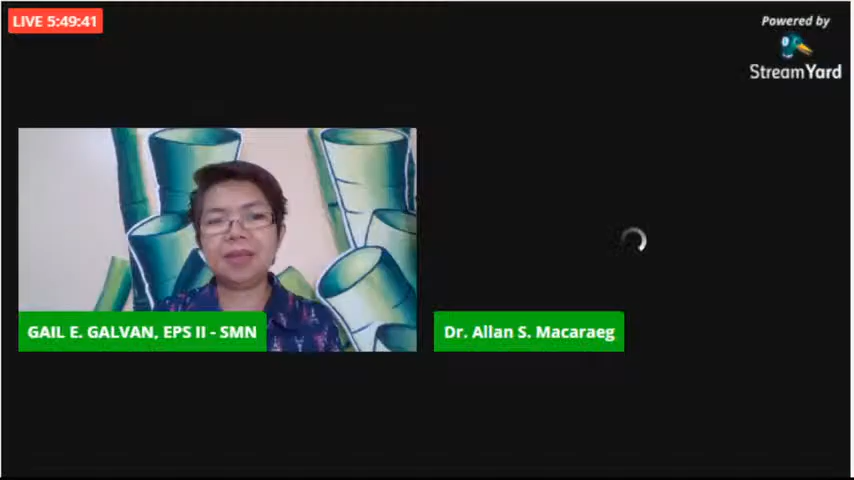 LIVE 5:49:41
Powered by
StreamYard
GAIL E. GALVAN, EPS II - SMN
Dr. Allan S. Macaraeg